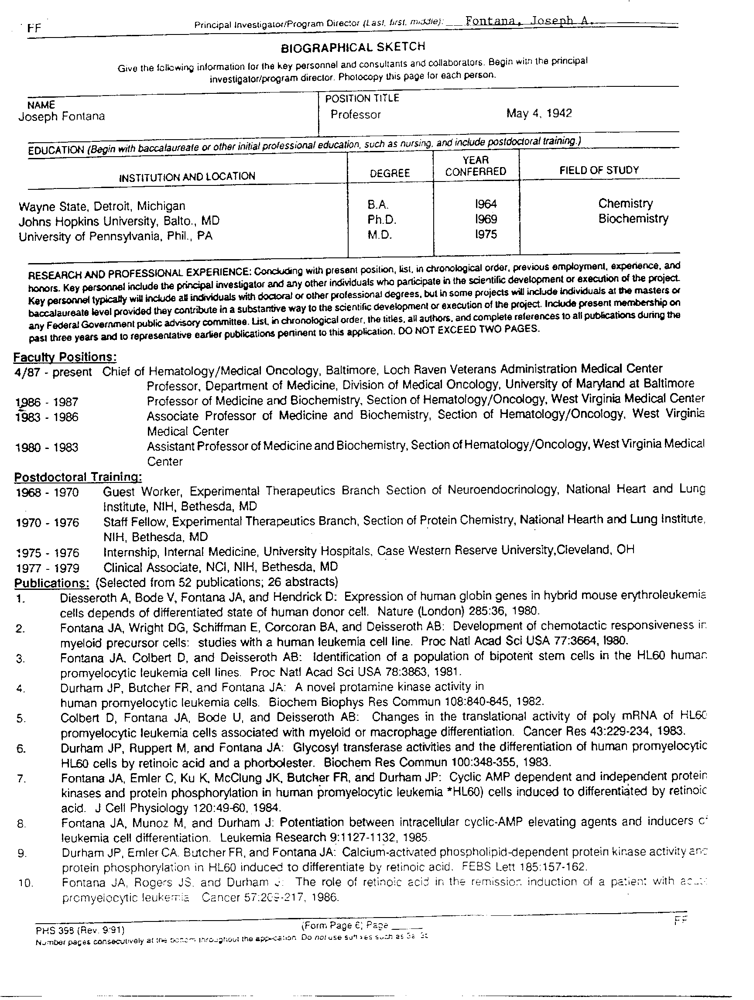 FF
Principal Investigator/Program Director (Last, first, middle): Fontana, Joseph A.
BIOGRAPHICAL SKETCH
Give the following information for the key personnel and consultants and collaborators. Begin with the principal
investigator/program director. Photocopy this page for each person.
NAME
Joseph Fontana
POSITION TITLE
Professor May 4, 1942
EDUCATION (Begin with baccalaureate or other initial professional education, such as nursing, and include postdoctoral training.)
INSTITUTION AND LOCATION DEGREE YEAR CONFERRED FIELD OF STUDY
Wayne State, Detroit, Michigan B.A. 1964 Chemistry
Johns Hopkins University, Balto., MD Ph.D. 1969 Biochemistry
University of Pennsylvania, Phil., PA M.D. 1975
RESEARCH AND PROFESSIONAL EXPERIENCE: Concluding with present position, list, in chronological order, previous employment, experience, and
honors. Key personnel include the principal investigator and any other individuals who participate in the scientific development or execution of the project.
Key personnel typically will include all individuals with doctoral or other professional degrees, but in some projects will include individuals at the masters or
baccalaureate level provided they contribute in a substantive way to the scientific development or execution of the project. Include present membership on
any Federal Government public advisory committee. List, in chronological order, the titles, all authors, and complete references to all publications during the
past three years and to representative earlier publications pertinent to this application. DO NOT EXCEED TWO PAGES.
Faculty Positions:
4/87 - present Chief of Hematology/Medical Oncology, Baltimore, Loch Raven Veterans Administration Medical Center
Professor, Department of Medicine, Division of Medical Oncology, University of Maryland at Baltimore
1986 - 1987 Professor of Medicine and Biochemistry, Section of Hematology/Oncology, West Virginia Medical Center
1983 - 1986 Associate Professor of Medicine and Biochemistry, Section of Hematology/Oncology, West Virginia
Medical Center
1980 - 1983 Assistant Professor of Medicine and Biochemistry, Section of Hematology/Oncology, West Virginia Medical
Center
Postdoctoral Training:
1968 - 1970 Guest Worker, Experimental Therapeutics Branch Section of Neuroendocrinology, National Heart and Lung
Institute, NIH, Bethesda, MD
1970 - 1976 Staff Fellow, Experimental Therapeutics Branch, Section of Protein Chemistry, National Hearth and Lung Institute,
NIH, Bethesda, MD
1975 - 1976 Internship, Internal Medicine, University Hospitals, Case Western Reserve University,Cleveland, OH
1977 - 1979 Clinical Associate, NCI, NIH, Bethesda, MD
Publications: (Selected from 52 publications; 26 abstracts)
1. Diesseroth A, Bode V, Fontana JA, and Hendrick D: Expression of human globin genes in hybrid mouse erythroleukemia
cells depends of differentiated state of human donor cell. Nature (London) 285:36, 1980.
2. Fontana JA, Wright DG, Schiffman E, Corcoran BA, and Deisseroth AB: Development of chemotactic responsiveness in
myeloid precursor cells: studies with a human leukemia cell line. Proc Natl Acad Sci USA 77:3664, 1980.
3. Fontana JA, Colbert D, and Deisseroth AB: Identification of a population of bipotent stem cells in the HL60 human
promyelocytic leukemia cell lines. Proc Natl Acad Sci USA 78:3863, 1981.
4. Durham JP, Butcher FR, and Fontana JA: A novel protamine kinase activity in
human promyelocytic leukemia cells. Biochem Biophys Res Commun 108:840-845, 1982.
5. Colbert D, Fontana JA, Bode U, and Deisseroth AB: Changes in the translational activity of poly mRNA of HL60
promyelocytic leukemia cells associated with myeloid or macrophage differentiation. Cancer Res 43:229-234, 1983.
6. Durham JP, Ruppert M, and Fontana JA: Glycosyl transferase activities and the differentiation of human promyelocytic
HL60 cells by retinoic acid and a phorbolester. Biochem Res Commun 100:348-355, 1983.
7. Fontana JA, Emler C, Ku K, McClung JK, Butcher FR, and Durham JP: Cyclic AMP dependent and independent protein
kinases and protein phosphorylation in human promyelocytic leukemia *HL60) cells induced to differentiated by retinoic
acid. J Cell Physiology 120:49-60, 1984.
8. Fontana JA, Munoz M, and Durham J: Potentiation between intracellular cyclic-AMP elevating agents and inducers of
leukemia cell differentiation. Leukemia Research 9:1127-1132, 1985
9. Durham JP, Emler CA, Butcher FR, and Fontana JA: Calcium-activated phospholipid-dependent protein kinase activity and
protein phosphorylation in HL60 induced to differentiate by retinoic acid. FEBS Lett 185:157-162.
10. Fontana JA, Rogers JS, and Durham J: The role of retinoic acid in the remission induction of a patient with acute
promyelocytic leukemia. Cancer 57:209-217, 1986.
PHS 398 (Rev. 9/91) (Form Page 6) Page
FF
Number pages consecutively at the bottom throughout the application. Do not use suffixes such as 3a, 3b.